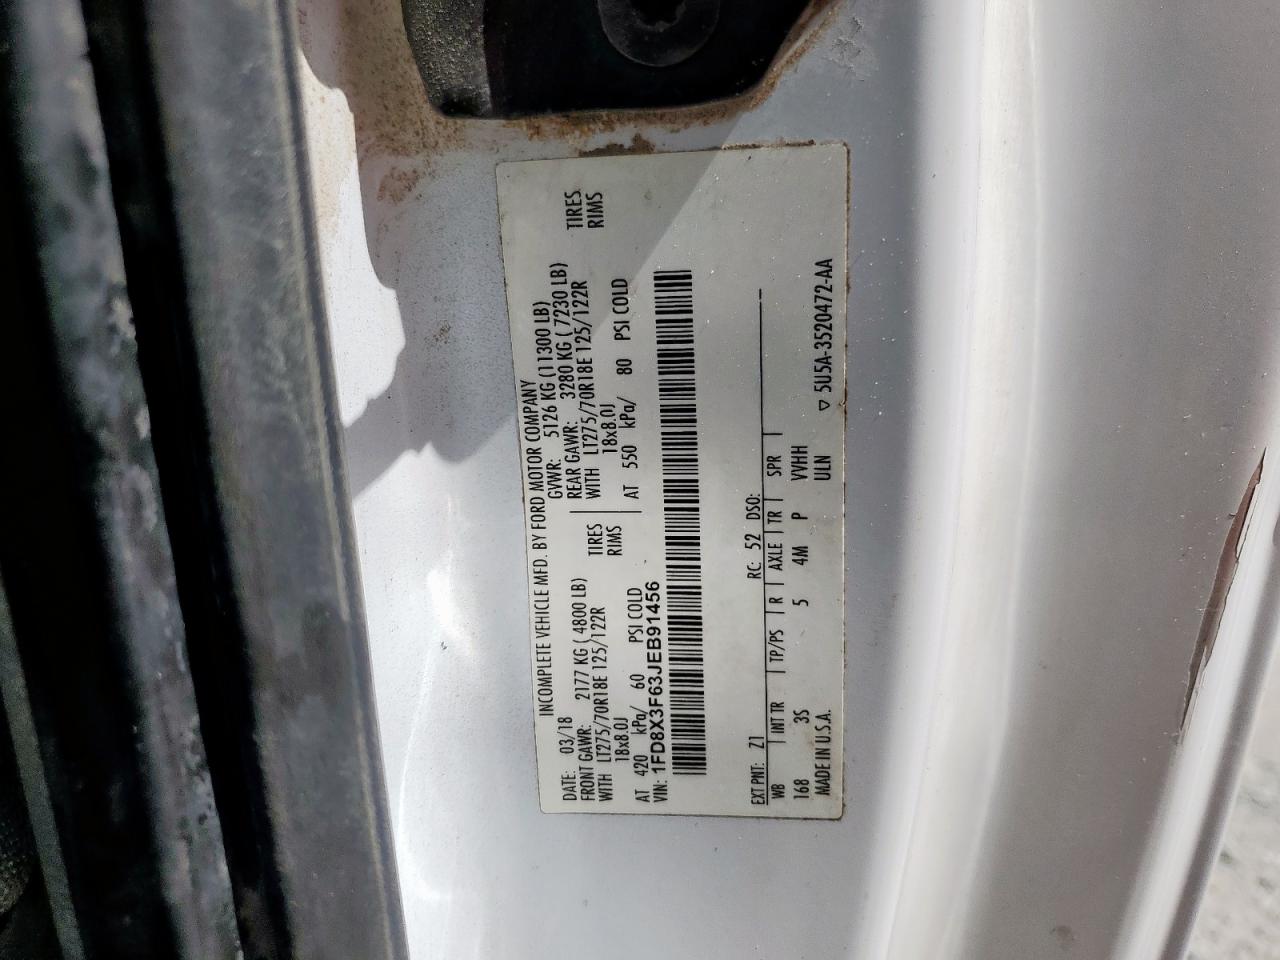 INCOMPLETE VEHICLE MFD. BY FORD MOTOR COMPANY
DATE: 03/18 GVWR: 5126 KG (11300 LB)
FRONT GAWR: 2177 KG ( 4800 LB) REAR GAWR: 3280 KG ( 7230 LB)
WITH LT275/70R18E 125/122R TIRES WITH LT275/70R18E 125/122R TIRES
18x8.0J RIMS 18x8.0J RIMS
AT 420 kPa/ 60 PSI COLD AT 550 kPa/ 80 PSI COLD
VIN: 1FD8X3F63JEB91456
EXT PNT: Z1 RC: 52 DSO:
WB INT TR TP/PS R AXLE TR SPR
168 3S 5 4M P VVHH
MADE IN U.S.A. ULN ▽ 5U5A-3520472-AA